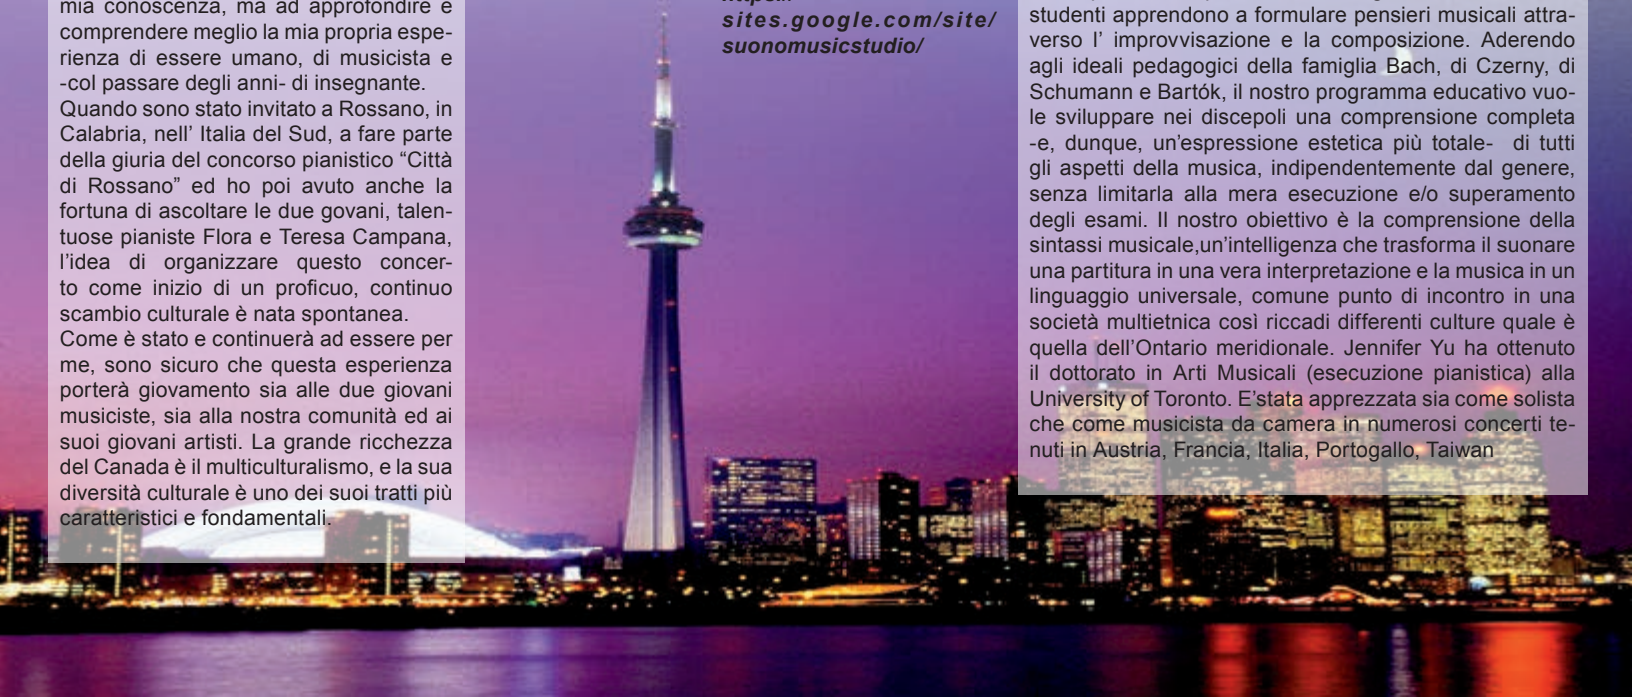 mia conoscenza, ma ad approfondire e
comprendere meglio la mia propria espe-
rienza di essere umano, di musicista e
-col passare degli anni- di insegnante.
Quando sono stato invitato a Rossano, in
Calabria, nell' Italia del Sud, a fare parte
della giuria del concorso pianistico “Città
di Rossano” ed ho poi avuto anche la
fortuna di ascoltare le due govani, talen-
tuose pianiste Flora e Teresa Campana,
l’idea di organizzare questo concer-
to come inizio di un proficuo, continuo
scambio culturale è nata spontanea.
Come è stato e continuerà ad essere per
me, sono sicuro che questa esperienza
porterà giovamento sia alle due giovani
musiciste, sia alla nostra comunità ed ai
suoi giovani artisti. La grande ricchezza
del Canada è il multiculturalismo, e la sua
diversità culturale è uno dei suoi tratti più
caratteristici e fondamentali.
https://
sites.google.com/site/
suonomusicstudio/
studenti apprendono a formulare pensieri musicali attra-
verso l’ improvvisazione e la composizione. Aderendo
agli ideali pedagogici della famiglia Bach, di Czerny, di
Schumann e Bartók, il nostro programma educativo vuo-
le sviluppare nei discepoli una comprensione completa
-e, dunque, un’espressione estetica più totale- di tutti
gli aspetti della musica, indipendentemente dal genere,
senza limitarla alla mera esecuzione e/o superamento
degli esami. Il nostro obiettivo è la comprensione della
sintassi musicale,un’intelligenza che trasforma il suonare
una partitura in una vera interpretazione e la musica in un
linguaggio universale, comune punto di incontro in una
società multietnica così riccadi differenti culture quale è
quella dell’Ontario meridionale. Jennifer Yu ha ottenuto
il dottorato in Arti Musicali (esecuzione pianistica) alla
University of Toronto. E’stata apprezzata sia come solista
che come musicista da camera in numerosi concerti te-
nuti in Austria, Francia, Italia, Portogallo, Taiwan